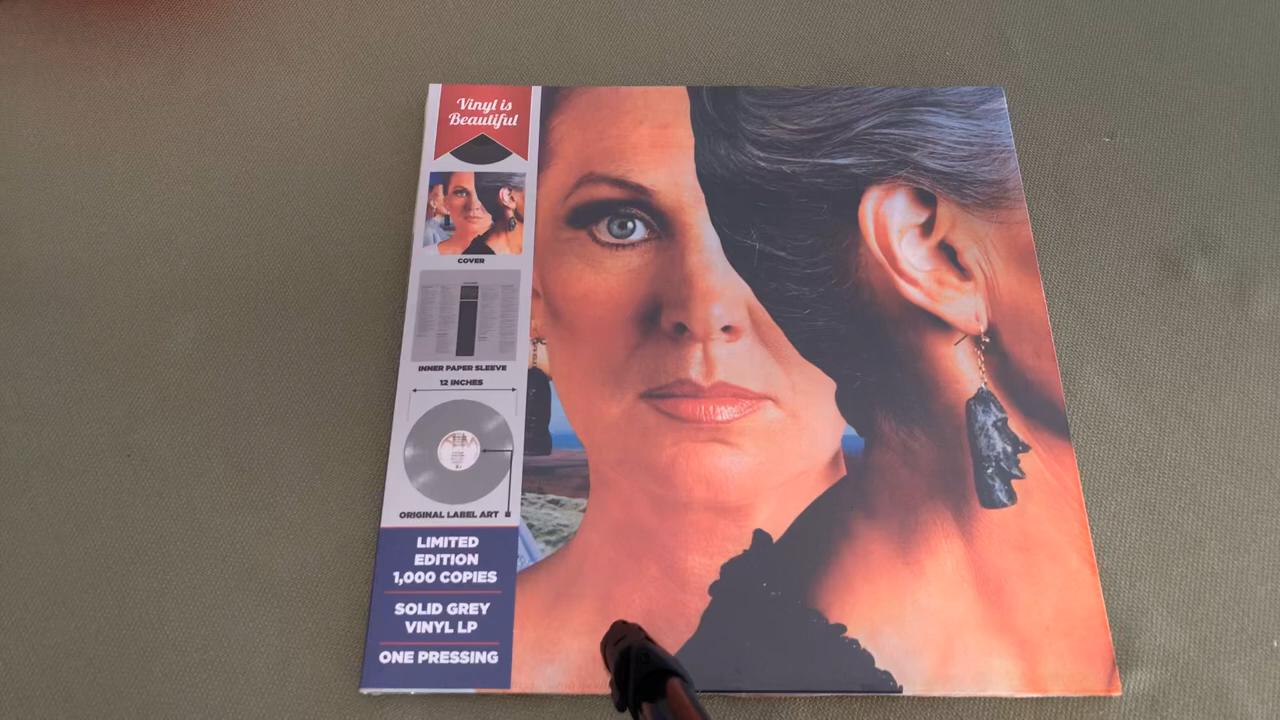 Vinyl is
Beautiful
COVER
INNER PAPER SLEEVE
12 INCHES
ORIGINAL LABEL ART
LIMITED
EDITION
1,000 COPIES
SOLID GREY
VINYL LP
ONE PRESSING